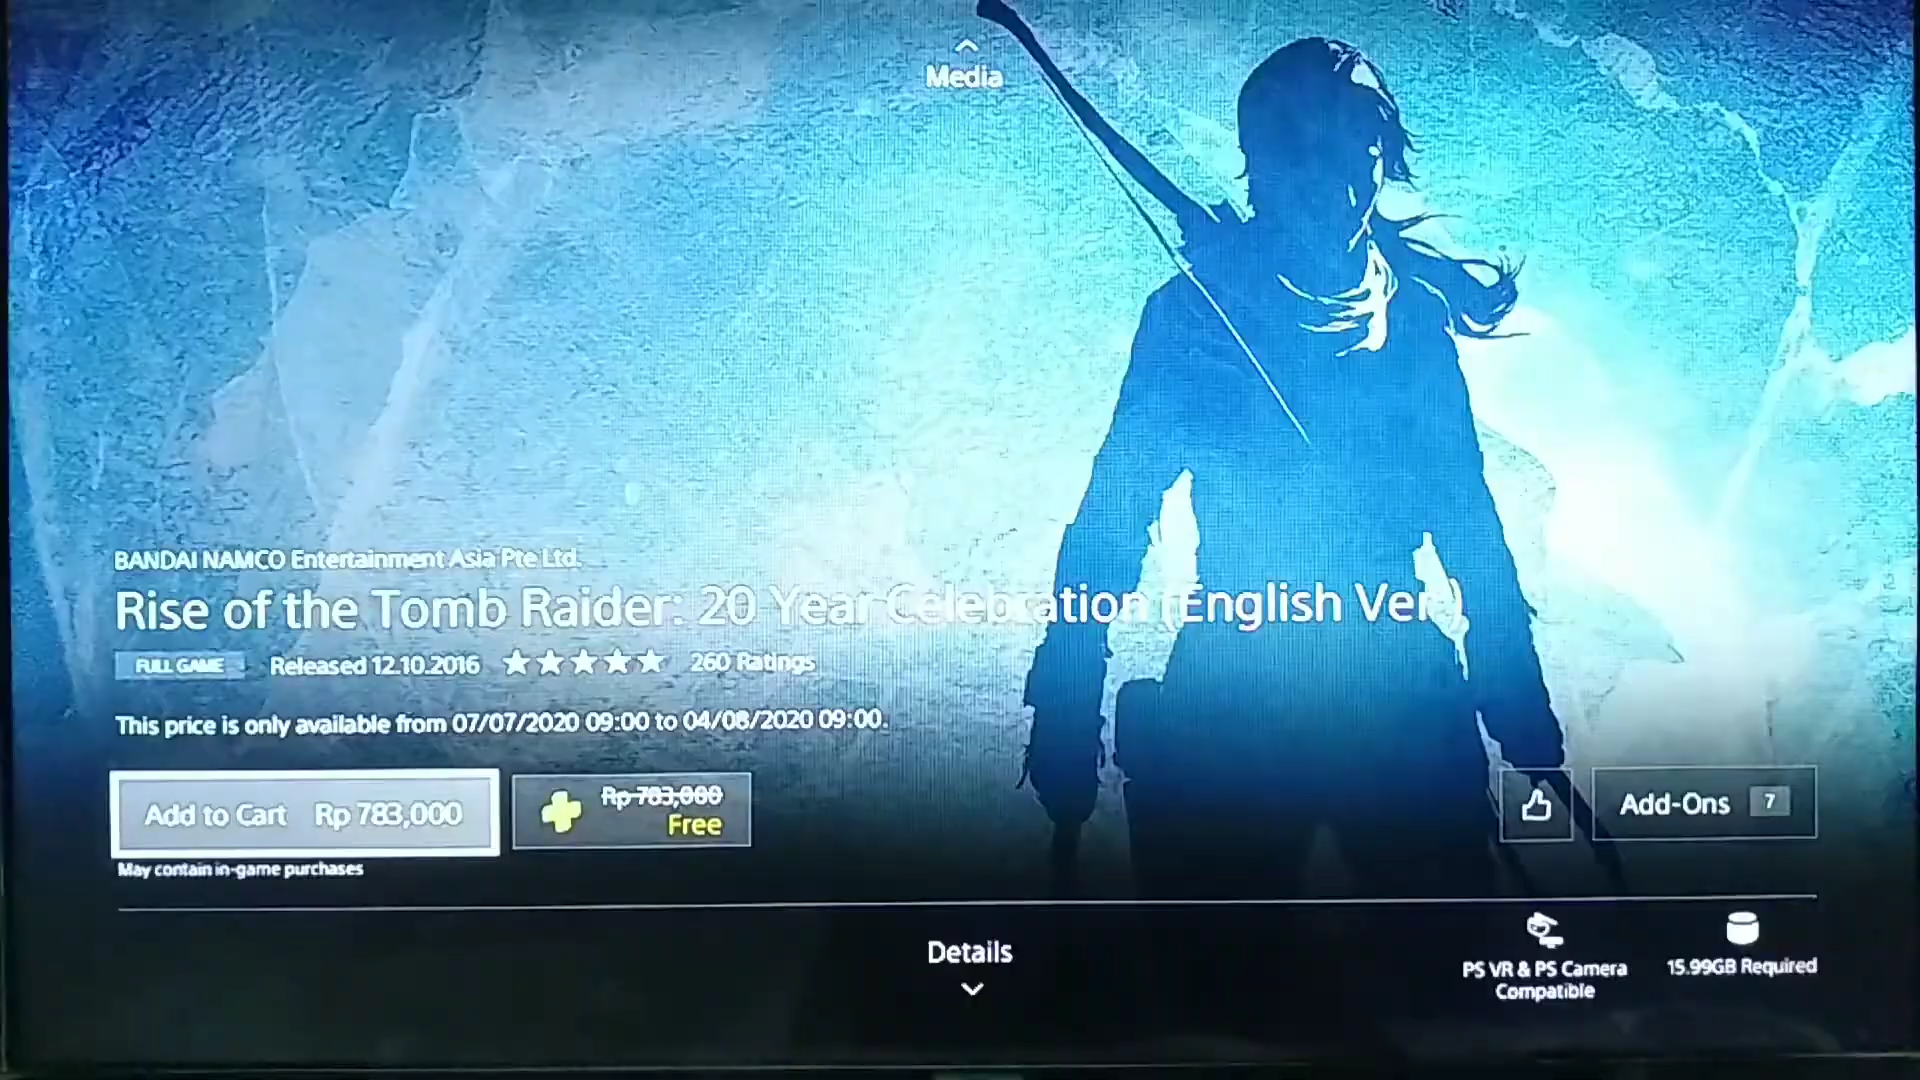 Media
BANDAI NAMCO Entertainment Asia Pte Ltd.
Rise of the Tomb Raider: 20 Year Celebration (English Ver.)
FULL GAME Released 12.10.2016 260 Ratings
This price is only available from 07/07/2020 09:00 to 04/08/2020 09:00.
Add to Cart Rp 783,000
Rp 783,000
Free
Add-Ons 7
May contain in-game purchases
Details
PS VR & PS Camera
Compatible
15.99GB Required